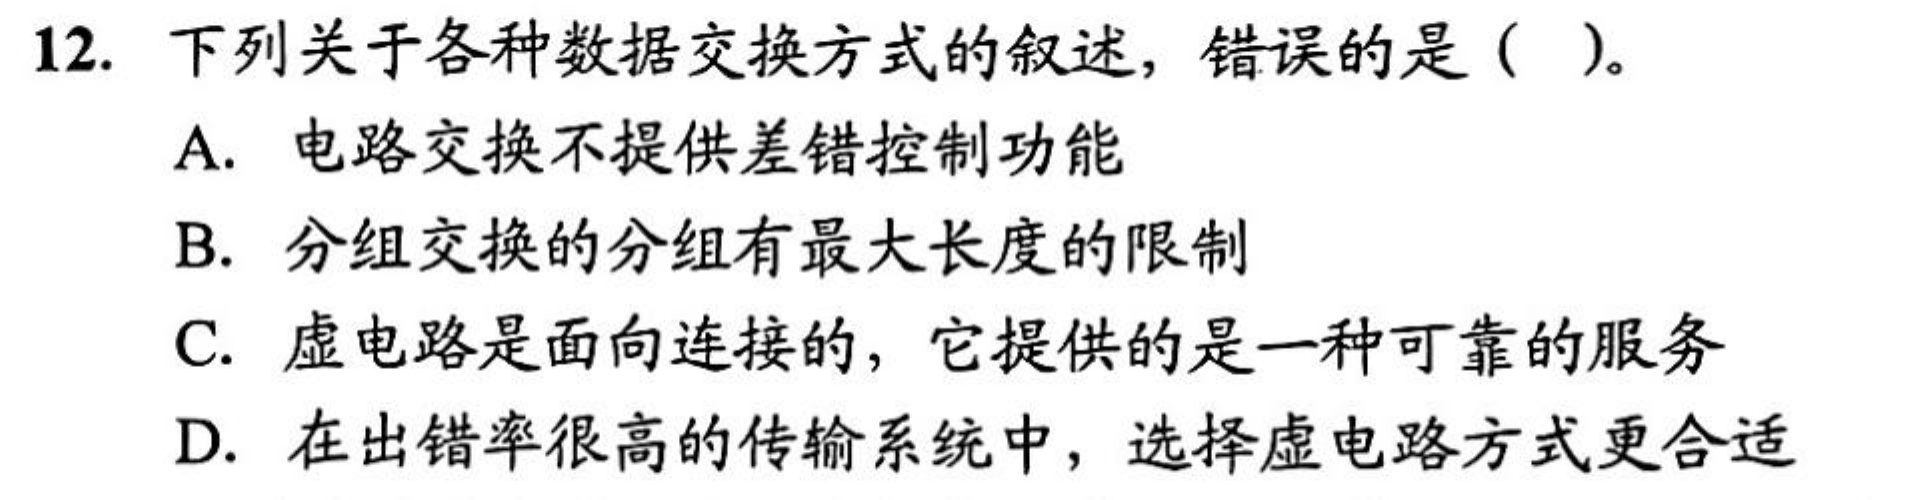 12. 下列关于各种数据交换方式的叙述，错误的是（ ）。
A. 电路交换不提供差错控制功能
B. 分组交换的分组有最大长度的限制
C. 虚电路是面向连接的，它提供的是一种可靠的服务
D. 在出错率很高的传输系统中，选择虚电路方式更合适